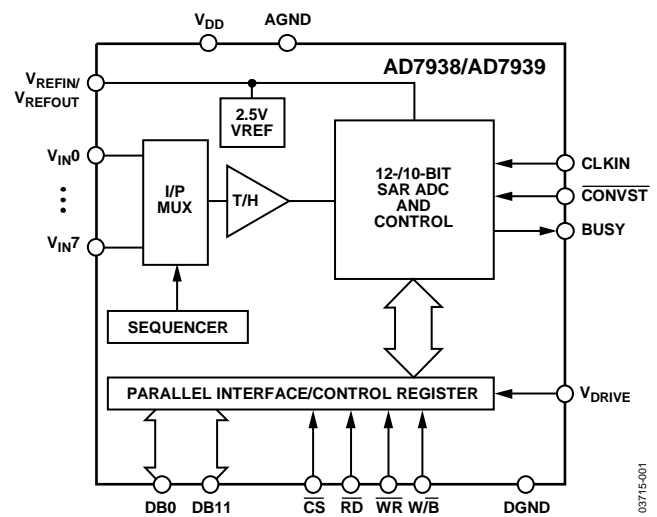 VDD
AGND
AD7938/AD7939
VREFIN/
VREFOUT
2.5V
VREF
VIN0
I/P
MUX
T/H
12-/10-BIT
SAR ADC
AND
CONTROL
CLKIN
CONVST
BUSY
VIN7
SEQUENCER
PARALLEL INTERFACE/CONTROL REGISTER
VDRIVE
DB0
DB11
CS
RD
WR
W/B
DGND
03715-001